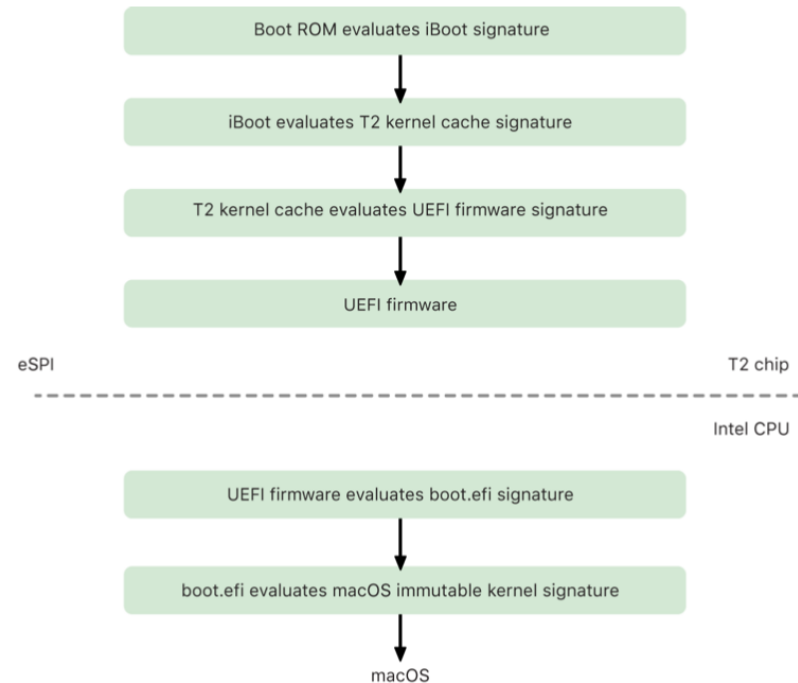 Boot ROM evaluates iBoot signature
iBoot evaluates T2 kernel cache signature
T2 kernel cache evaluates UEFI firmware signature
UEFI firmware
eSPI
T2 chip
Intel CPU
UEFI firmware evaluates boot.efi signature
boot.efi evaluates macOS immutable kernel signature
macOS